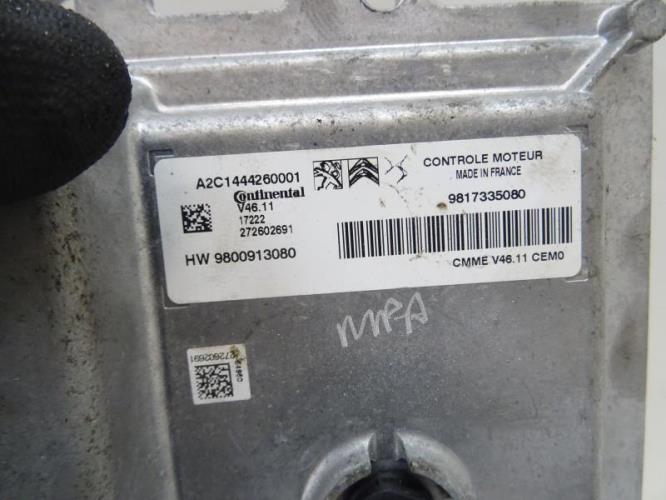 A2C1444260001
Continental
V46.11
17222
272602691
HW 9800913080
CONTROLE MOTEUR
MADE IN FRANCE
9817335080
CMME V46.11 CEM0
MPA
272602691